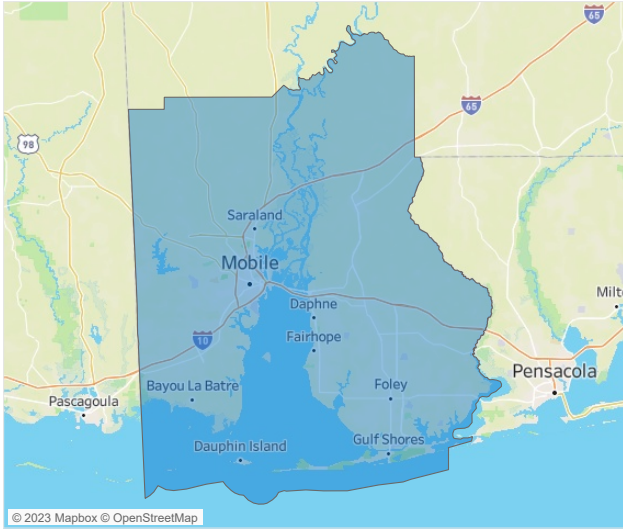 65
65
98
Saraland
Mobile
Daphne
Milt
Fairhope
10
Pensacola
Bayou La Batre
Foley
Pascagoula
Gulf Shores
Dauphin Island
© 2023 Mapbox © OpenStreetMap